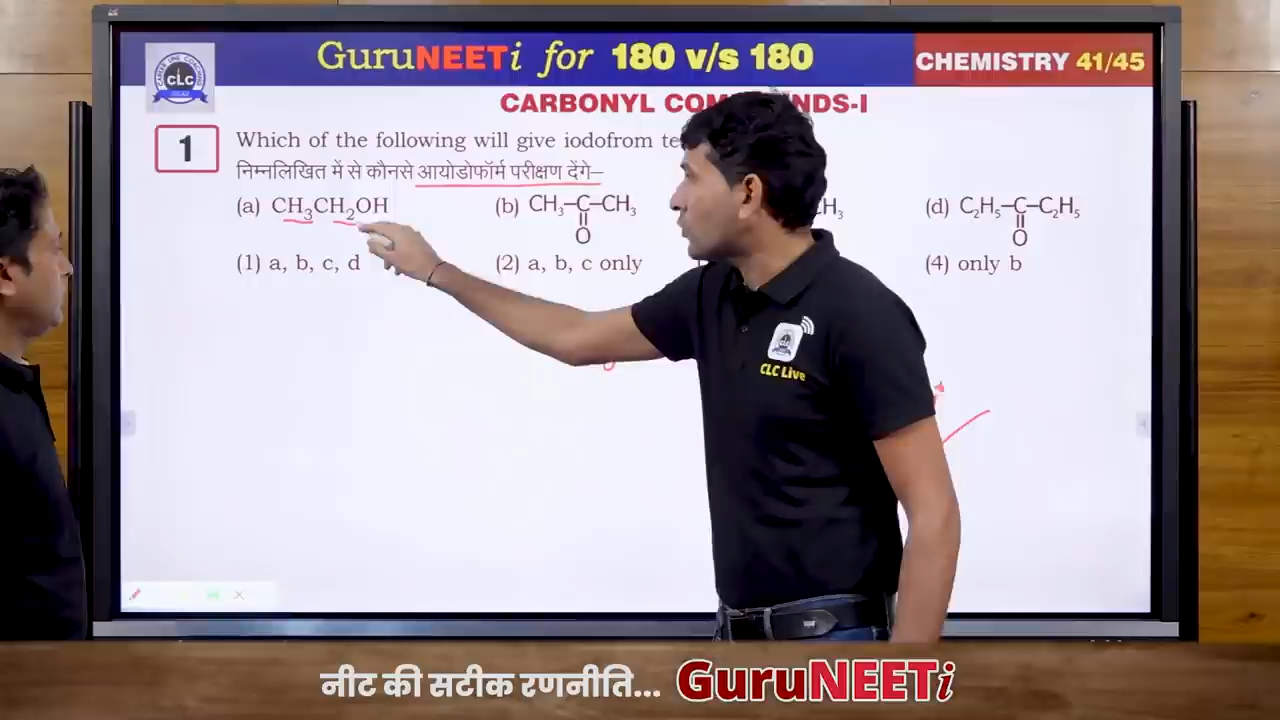 GuruNEETi for 180 v/s 180
CHEMISTRY 41/45
CLC
CARBONYL COM NDS-I
1
Which of the following will give iodofrom te
निम्नलिखित में से कौनसे आयोडोफॉर्म परीक्षण देंगे–
(a) CH₃CH₂OH (b) CH₃–C–CH₃ CH₃ (d) C₂H₅–C–C₂H₅
O O
(1) a, b, c, d (2) a, b, c only (4) only b
CLC Live
नीट की सटीक रणनीति... GuruNEETi